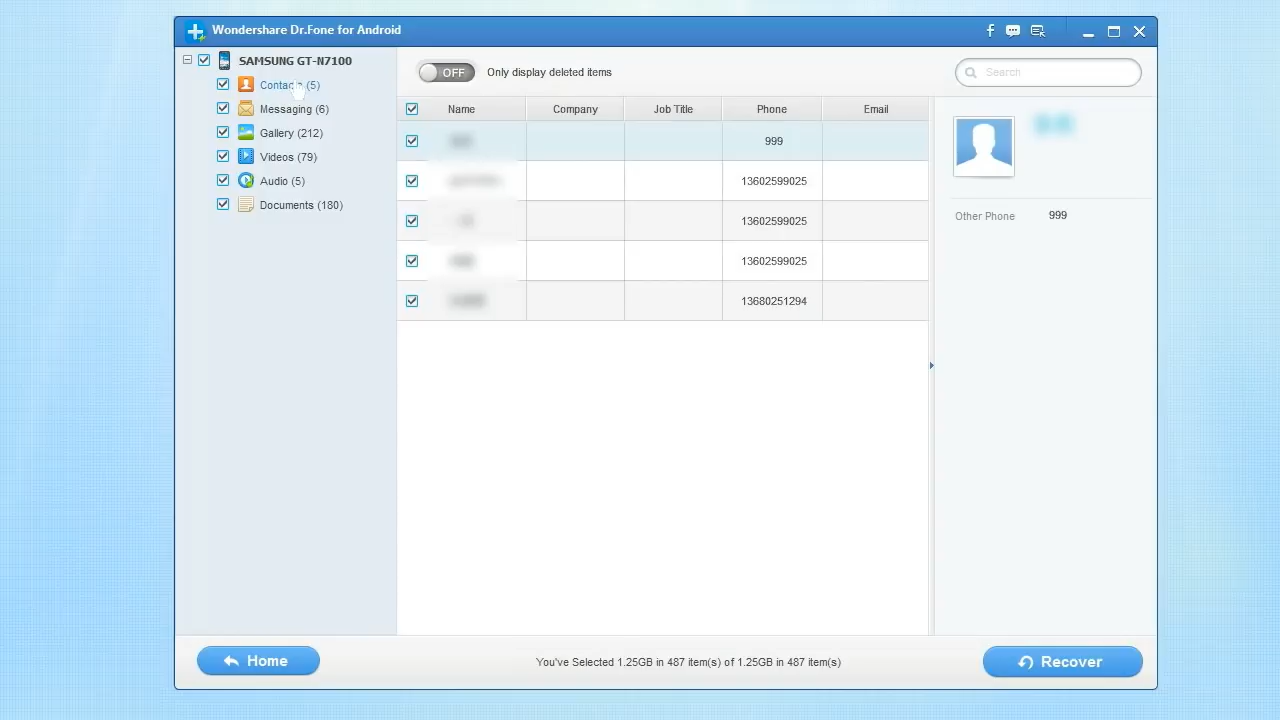 Wondershare Dr.Fone for Android
SAMSUNG GT-N7100
Contacts (5)
Messaging (6)
Gallery (212)
Videos (79)
Audio (5)
Documents (180)
OFF Only display deleted items
Search
Name Company Job Title Phone Email
999
13602599025
13602599025
13602599025
13680251294
Other Phone 999
Home
You've Selected 1.25GB in 487 item(s) of 1.25GB in 487 item(s)
Recover